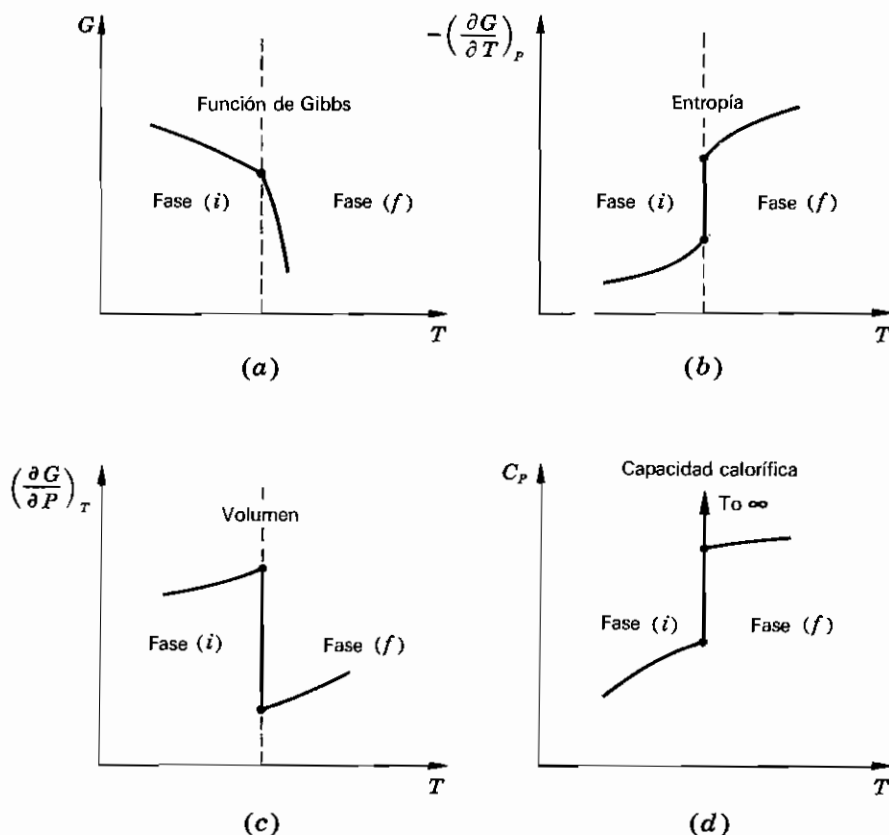 G
Función de Gibbs
Fase (i)
Fase (f)
T
(a)
−(∂G/∂T)_P
Entropía
Fase (i)
Fase (f)
T
(b)
(∂G/∂P)_T
Volumen
Fase (i)
Fase (f)
T
(c)
C_P
Capacidad calorífica
To ∞
Fase (i)
Fase (f)
T
(d)